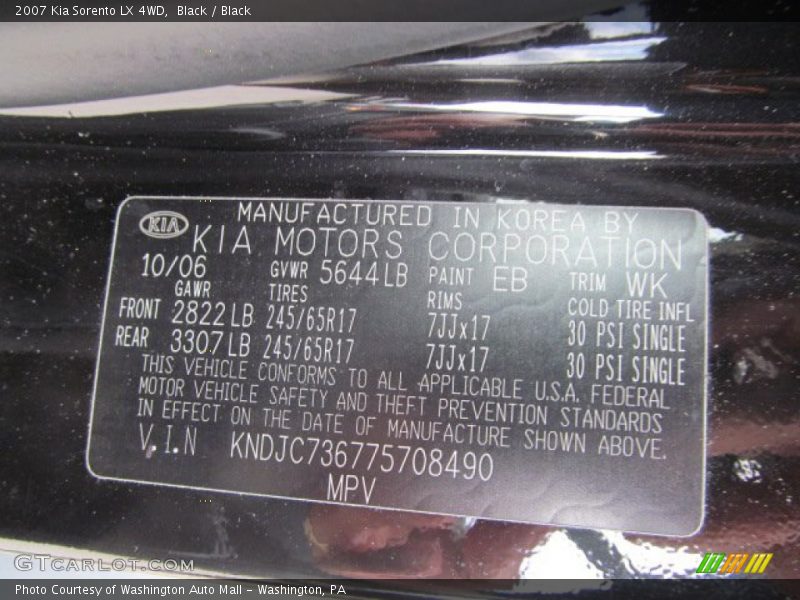 2007 Kia Sorento LX 4WD,  Black / Black
MANUFACTURED IN KOREA BY
KIA KIA MOTORS CORPORATION
10/06 GVWR 5644LB PAINT EB TRIM WK
GAWR TIRES RIMS COLD TIRE INFL
FRONT 2822LB 245/65R17 7JJx17 30 PSI SINGLE
REAR 3307LB 245/65R17 7JJx17 30 PSI SINGLE
THIS VEHICLE CONFORMS TO ALL APPLICABLE U.S.A. FEDERAL
MOTOR VEHICLE SAFETY AND THEFT PREVENTION STANDARDS
IN EFFECT ON THE DATE OF MANUFACTURE SHOWN ABOVE.
V.I.N KNDJC736775708490
MPV
GTcarlot.com
Photo Courtesy of Washington Auto Mall - Washington, PA